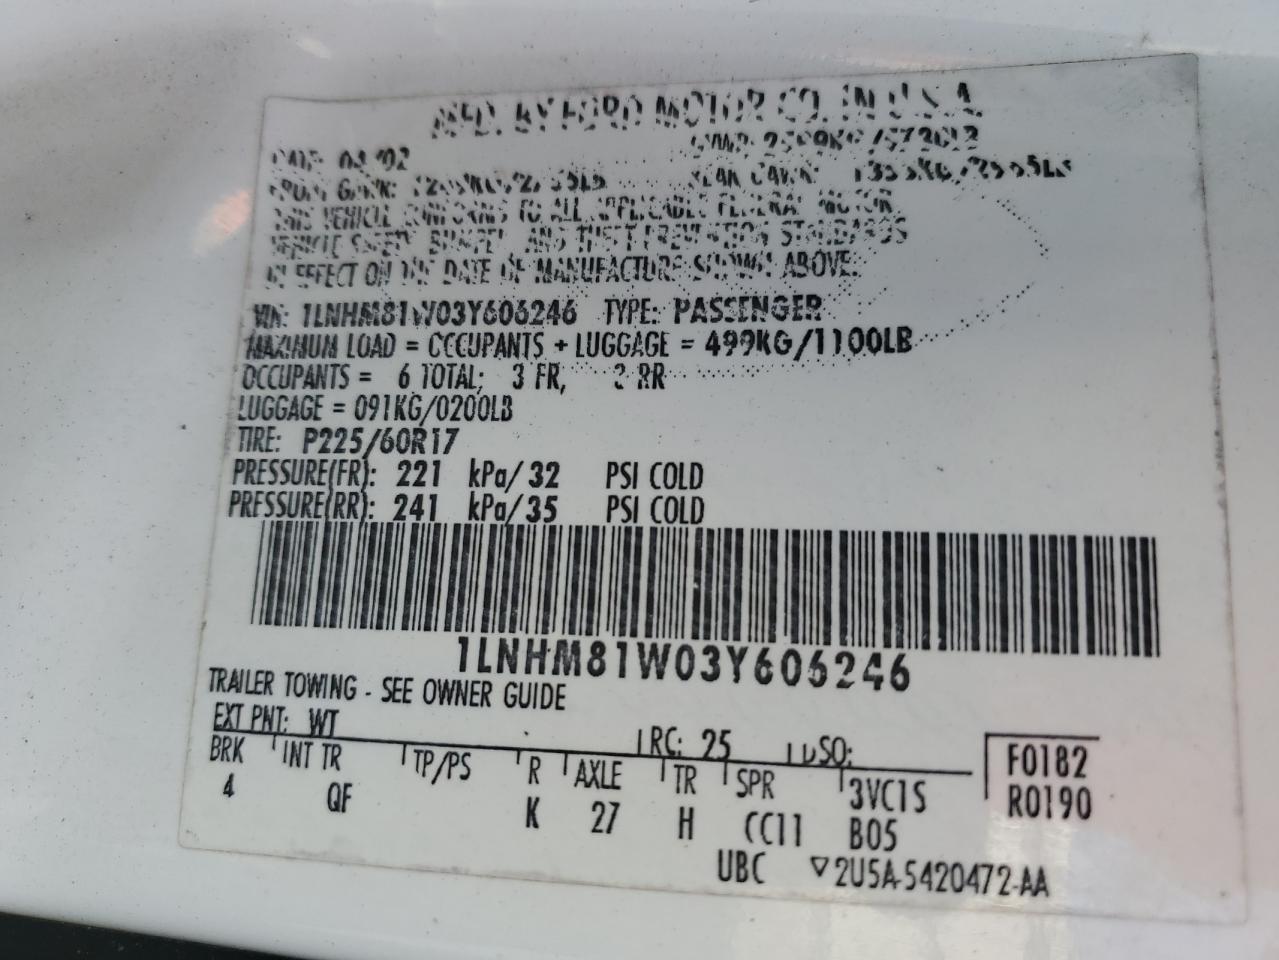 MFD. BY FORD MOTOR CO. IN U.S.A.
DATE: 03/02 GVWR: 2599KG/5730LB
THIS VEHICLE CONFORMS TO ALL APPLICABLE FEDERAL MOTOR
VEHICLE SAFETY, BUMPER, AND THEFT PREVENTION STANDARDS
IN EFFECT ON THE DATE OF MANUFACTURE SHOWN ABOVE.
VIN: 1LNHM81W03Y606246 TYPE: PASSENGER
MAXIMUM LOAD = OCCUPANTS + LUGGAGE = 499KG/1100LB
OCCUPANTS = 6 TOTAL; 3 FR, 3 RR
LUGGAGE = 091KG/0200LB
TIRE: P225/60R17
PRESSURE(FR): 221 kPa/ 32 PSI COLD
PRESSURE(RR): 241 kPa/35 PSI COLD
1LNHM81W03Y606246
TRAILER TOWING - SEE OWNER GUIDE
EXT PNT: WT RC: 25 DSO: F0182
BRK INT TR TP/PS R AXLE TR SPR 3VC1S R0190
4 QF K 27 H CC11 B05
UBC ▽2U5A-5420472-AA